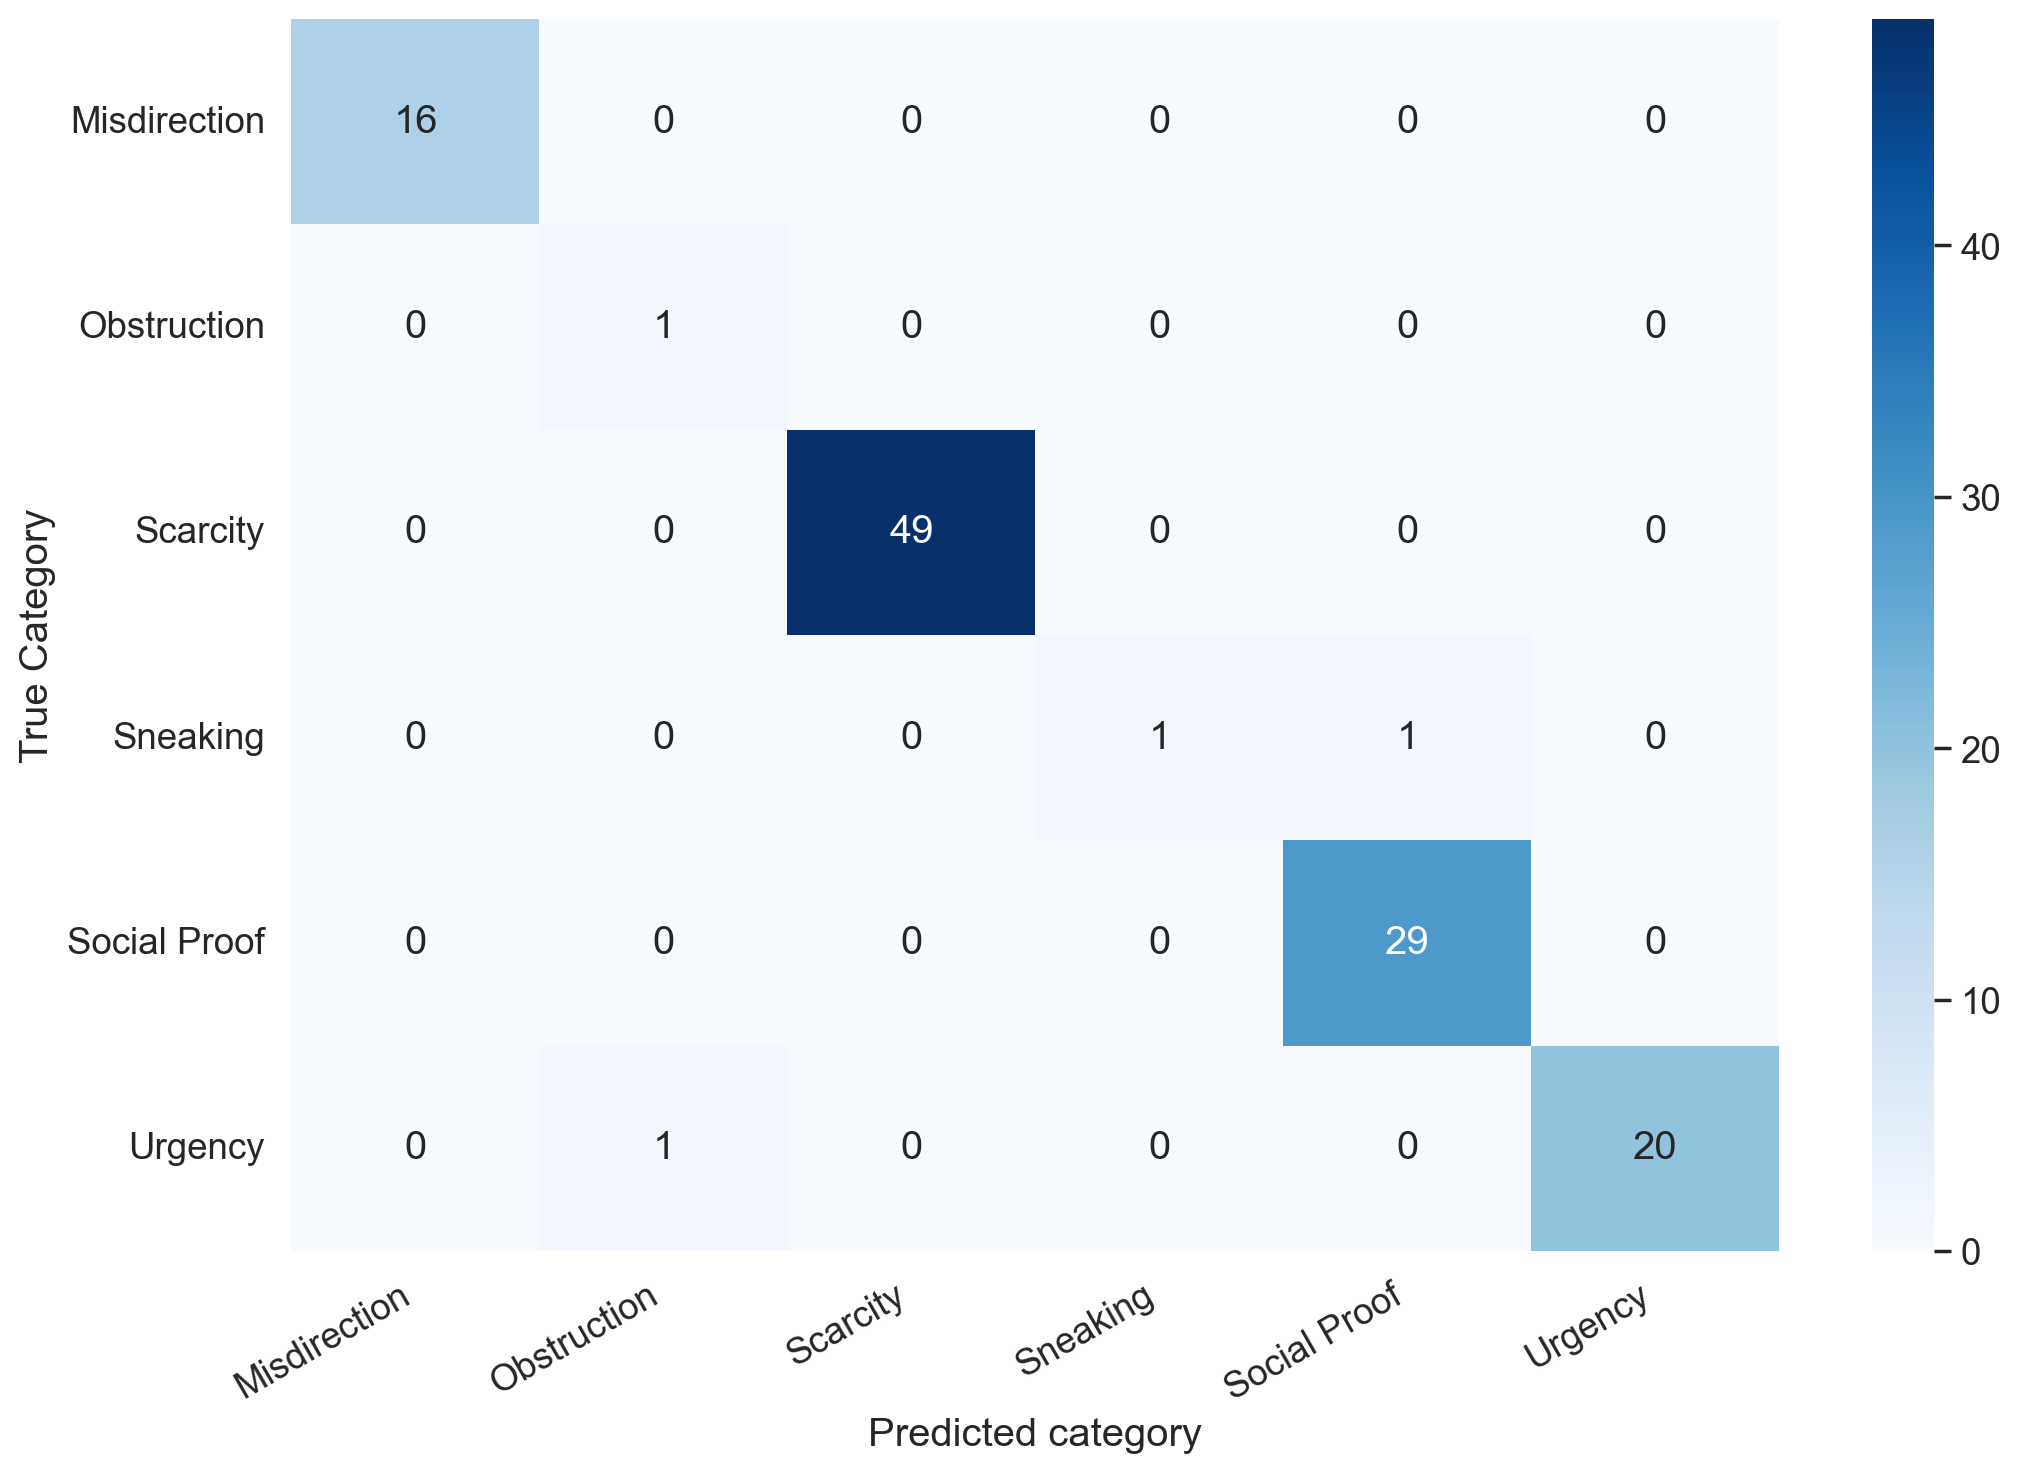 Misdirection 16 0 0 0 0 0
Obstruction 0 1 0 0 0 0
Scarcity 0 0 49 0 0 0
Sneaking 0 0 0 1 1 0
Social Proof 0 0 0 0 29 0
Urgency 0 1 0 0 0 20
True Category
Misdirection Obstruction Scarcity Sneaking Social Proof Urgency
Predicted category
40
30
20
10
0